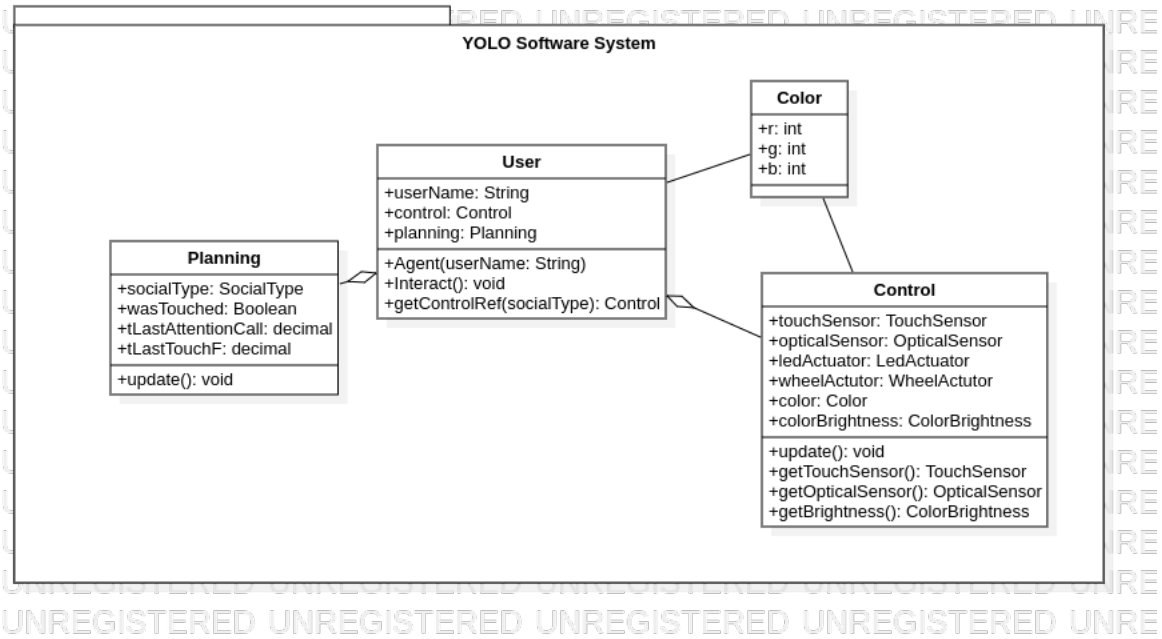 YOLO Software System
Color
+r: int
+g: int
+b: int
User
+userName: String
+control: Control
+planning: Planning
+Agent(userName: String)
+Interact(): void
+getControlRef(socialType): Control
Planning
+socialType: SocialType
+wasTouched: Boolean
+tLastAttentionCall: decimal
+tLastTouchF: decimal
+update(): void
Control
+touchSensor: TouchSensor
+opticalSensor: OpticalSensor
+ledActuator: LedActuator
+wheelActutor: WheelActutor
+color: Color
+colorBrightness: ColorBrightness
+update(): void
+getTouchSensor(): TouchSensor
+getOpticalSensor(): OpticalSensor
+getBrightness(): ColorBrightness
UNREGISTERED UNREGISTERED UNREGISTERED UNREGISTERED UNRE